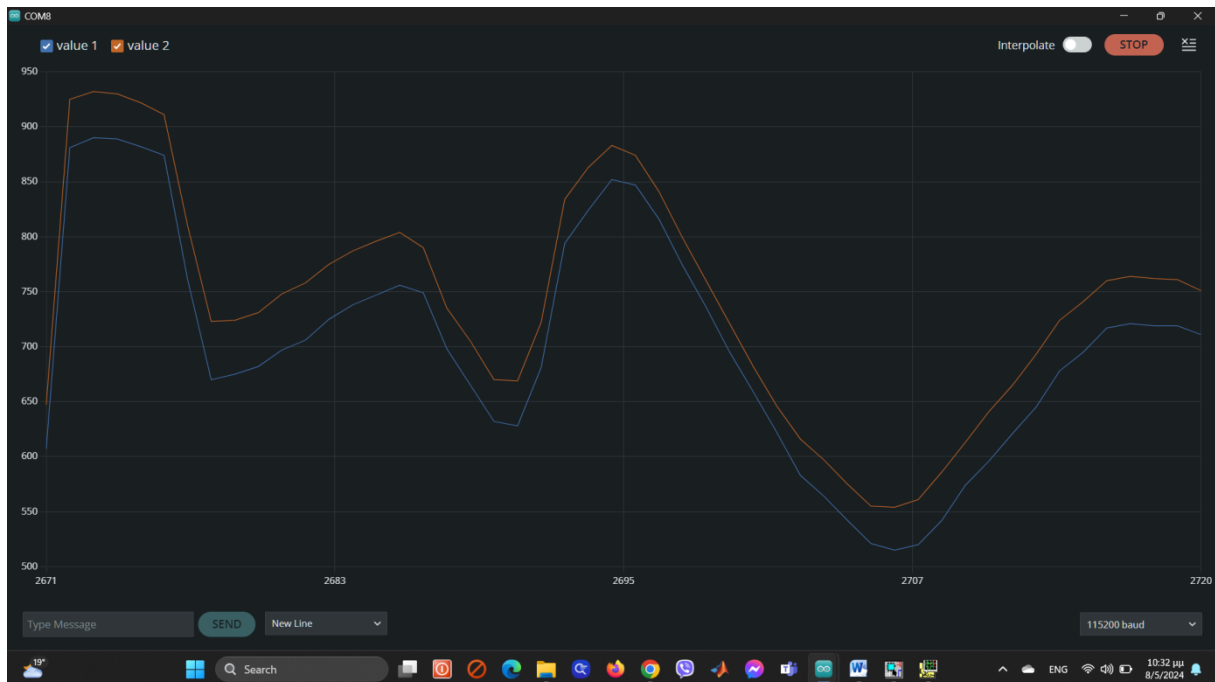 COM8
value 1 value 2 Interpolate STOP
950
900
850
800
750
700
650
600
550
500
2671 2683 2695 2707 2720
Type Message SEND New Line 115200 baud
19° Search ENG 10:32 μμ
8/5/2024